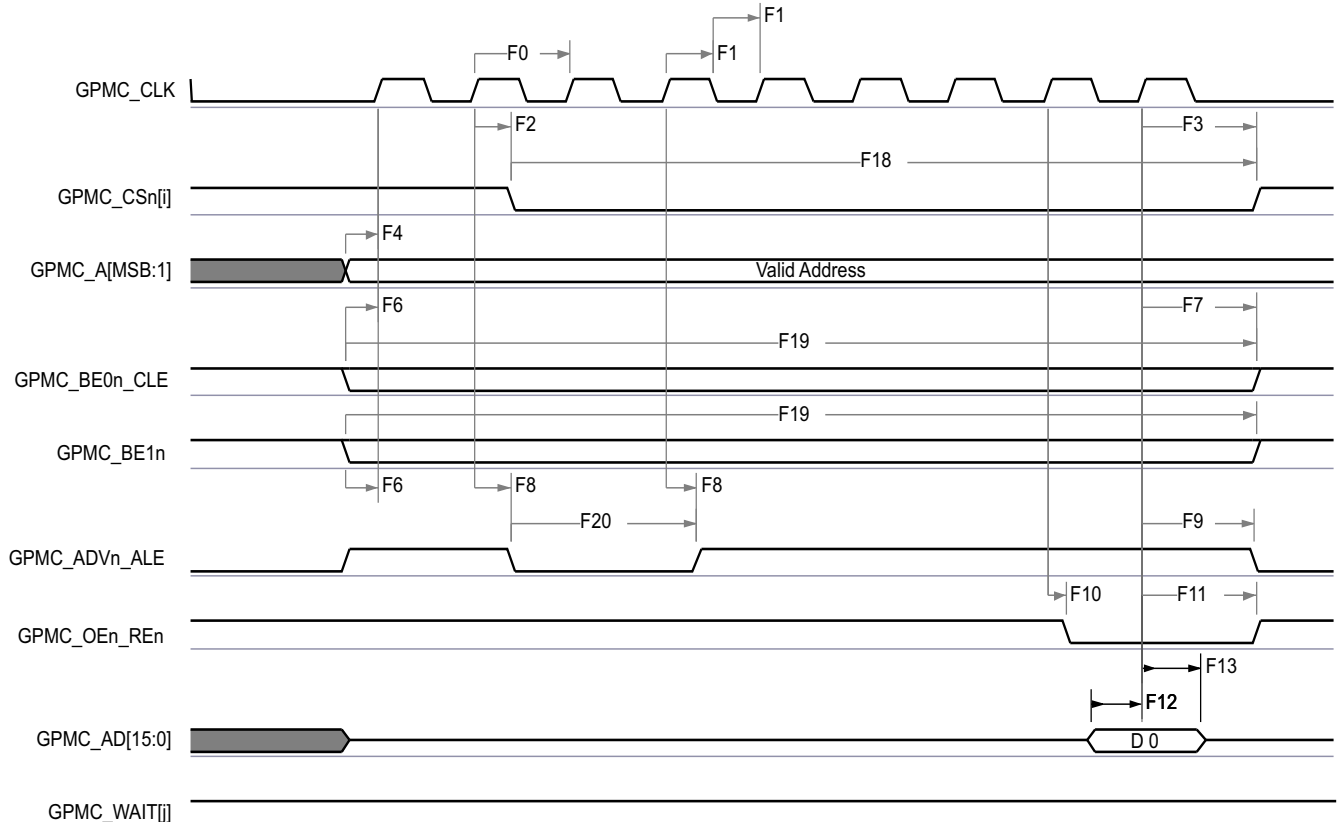 F1
F0
F1
GPMC_CLK
F2
F3
F18
GPMC_CSn[i]
F4
GPMC_A[MSB:1]
Valid Address
F6
F7
F19
GPMC_BE0n_CLE
F19
GPMC_BE1n
F6
F8
F8
F20
F9
GPMC_ADVn_ALE
F10
F11
GPMC_OEn_REn
F13
F12
GPMC_AD[15:0]
D 0
GPMC_WAIT[j]